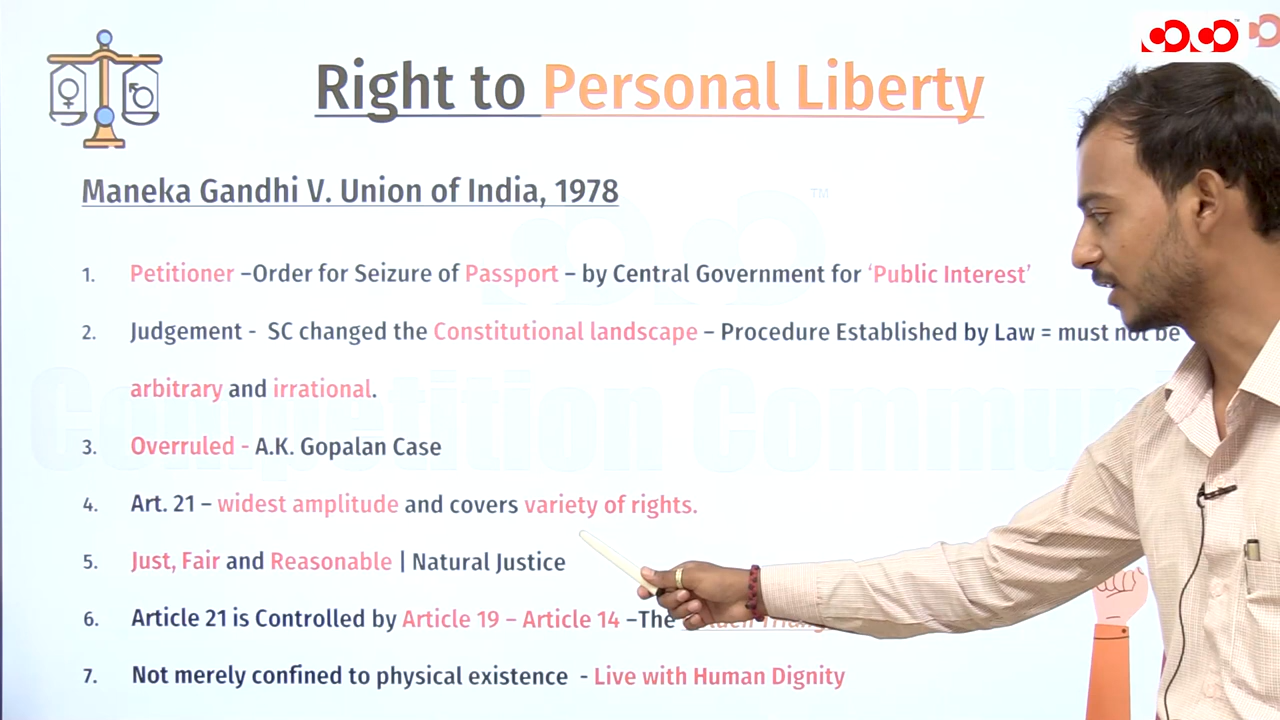 Right to Personal Liberty
Maneka Gandhi V. Union of India, 1978
1. Petitioner –Order for Seizure of Passport – by Central Government for ‘Public Interest’
2. Judgement - SC changed the Constitutional landscape – Procedure Established by Law = must not be
arbitrary and irrational.
3. Overruled - A.K. Gopalan Case
4. Art. 21 – widest amplitude and covers variety of rights.
5. Just, Fair and Reasonable | Natural Justice
6. Article 21 is Controlled by Article 19 – Article 14 –The
7. Not merely confined to physical existence - Live with Human Dignity
TM
Competition